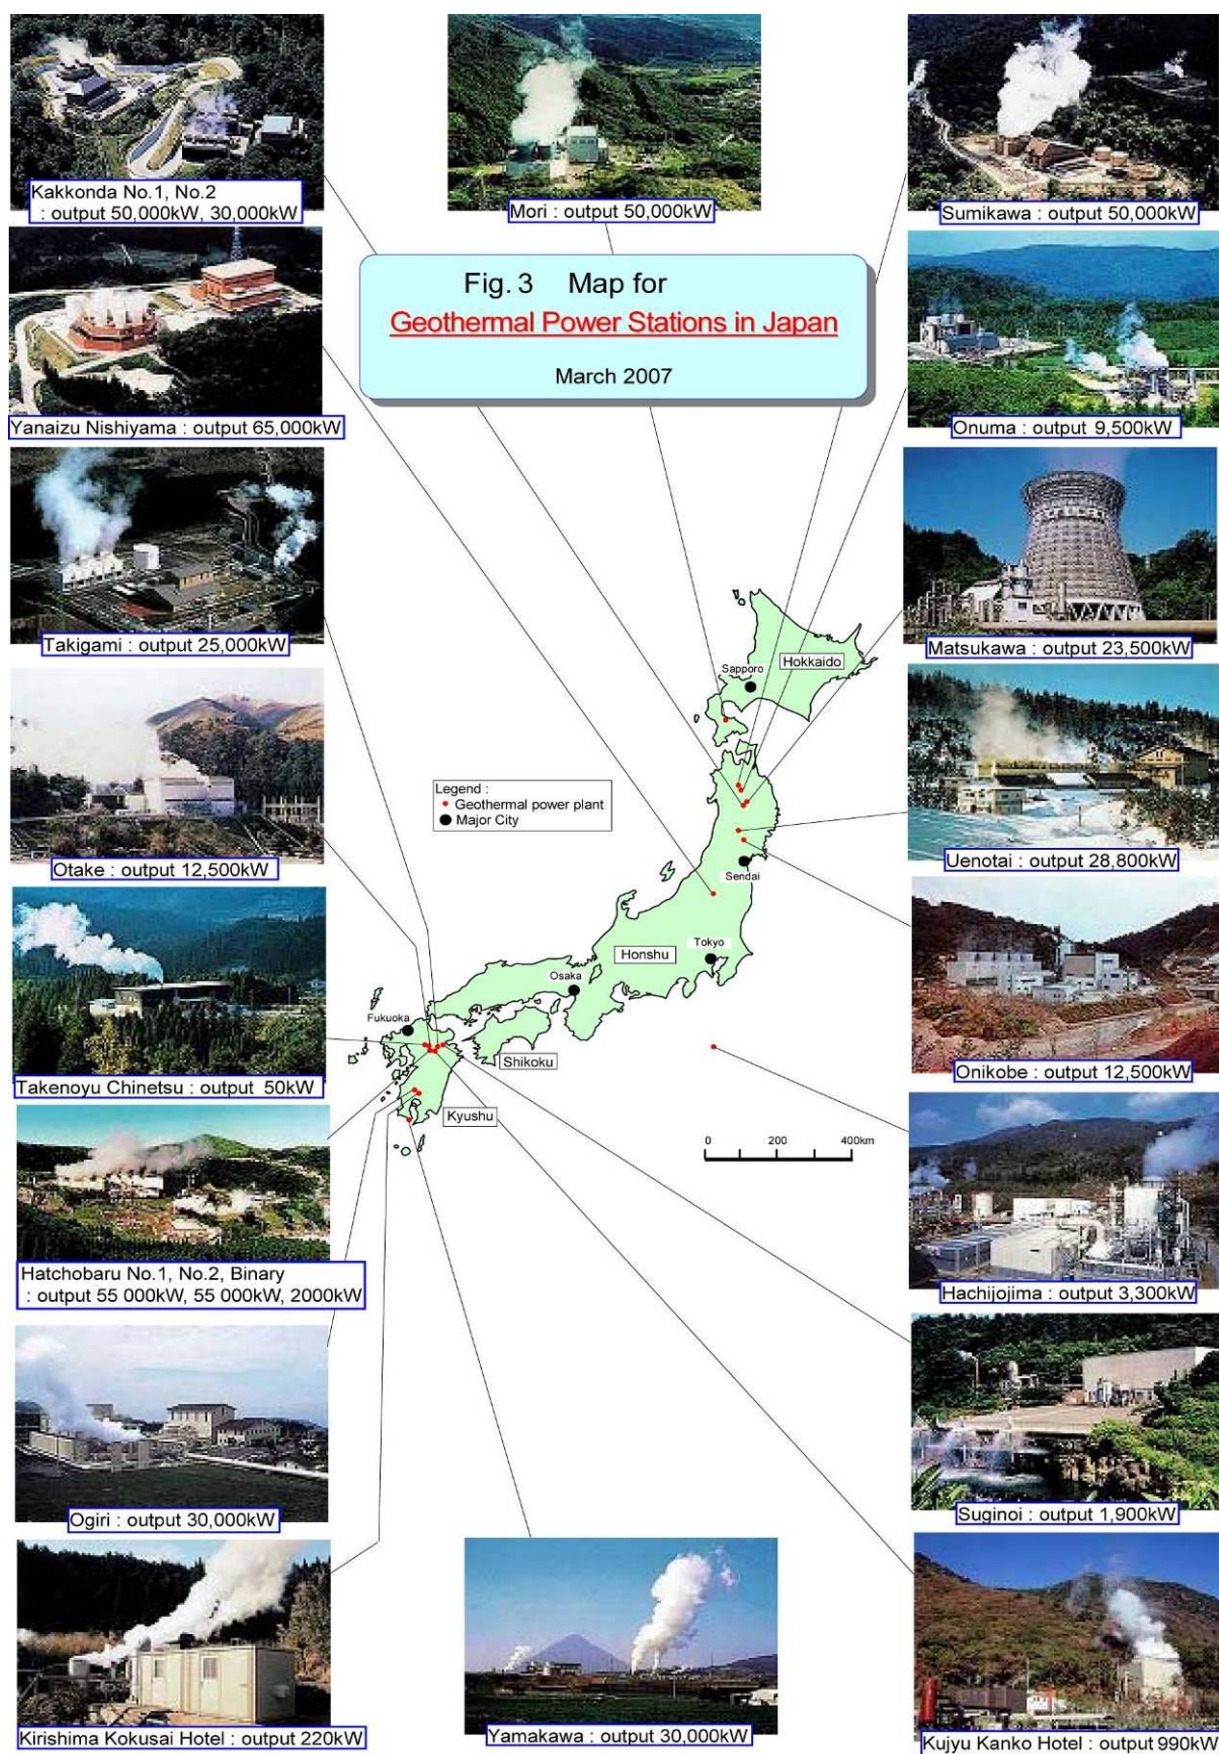 Kakkonda No.1, No.2
: output 50,000kW, 30,000kW
Mori : output 50,000kW
Sumikawa : output 50,000kW
Fig. 3 Map for
Geothermal Power Stations in Japan
March 2007
Yanaizu Nishiyama : output 65,000kW
Onuma : output 9,500kW
Takigami : output 25,000kW
Matsukawa : output 23,500kW
Hokkaido
Sapporo
Legend :
Geothermal power plant
Major City
Otake : output 12,500kW
Uenotai : output 28,800kW
Sendai
Honshu
Tokyo
Osaka
Fukuoka
Shikoku
Kyushu
0 200 400km
Takenoyu Chinetsu : output 50kW
Onikobe : output 12,500kW
Hatchobaru No.1, No.2, Binary
: output 55 000kW, 55 000kW, 2000kW
Hachijojima : output 3,300kW
Ogiri : output 30,000kW
Suginoi : output 1,900kW
Kirishima Kokusai Hotel : output 220kW
Yamakawa : output 30,000kW
Kujyu Kanko Hotel : output 990kW